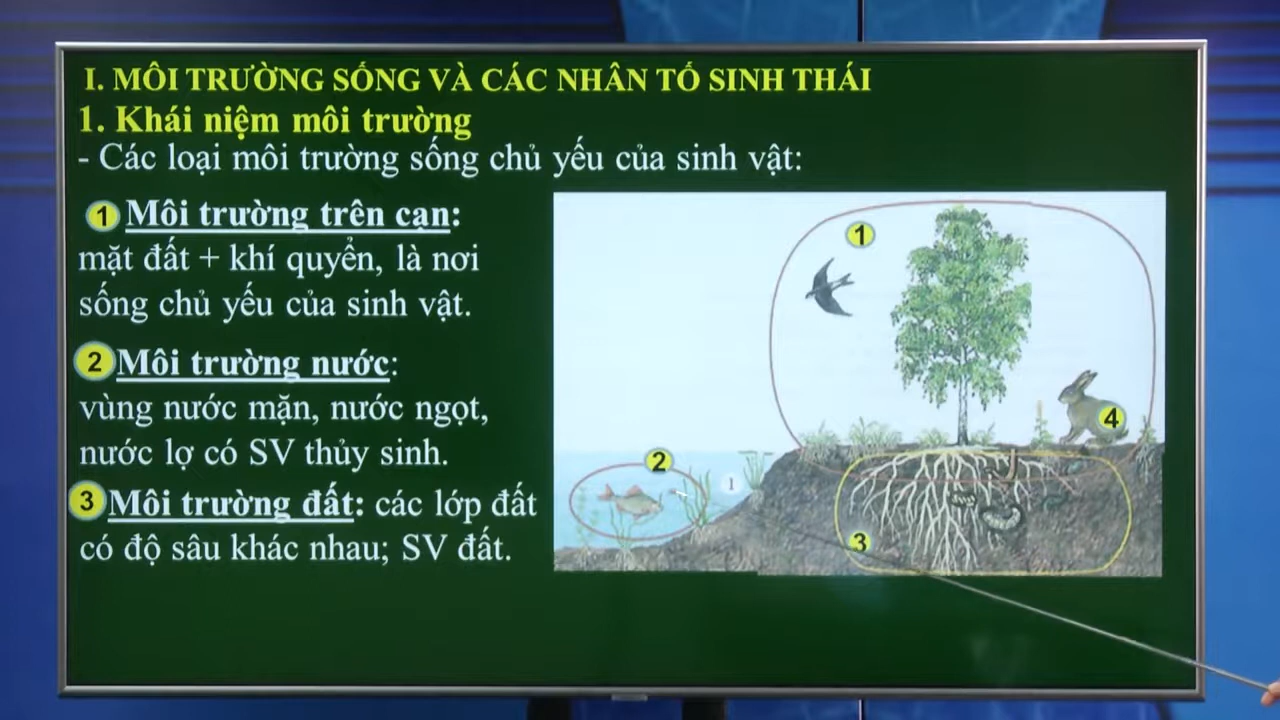 I. MÔI TRƯỜNG SỐNG VÀ CÁC NHÂN TỐ SINH THÁI
1. Khái niệm môi trường
- Các loại môi trường sống chủ yếu của sinh vật:
1 Môi trường trên cạn:
mặt đất + khí quyển, là nơi
sống chủ yếu của sinh vật.
2 Môi trường nước:
vùng nước mặn, nước ngọt,
nước lợ có SV thủy sinh.
3 Môi trường đất: các lớp đất
có độ sâu khác nhau; SV đất.
1
4
2
1
3